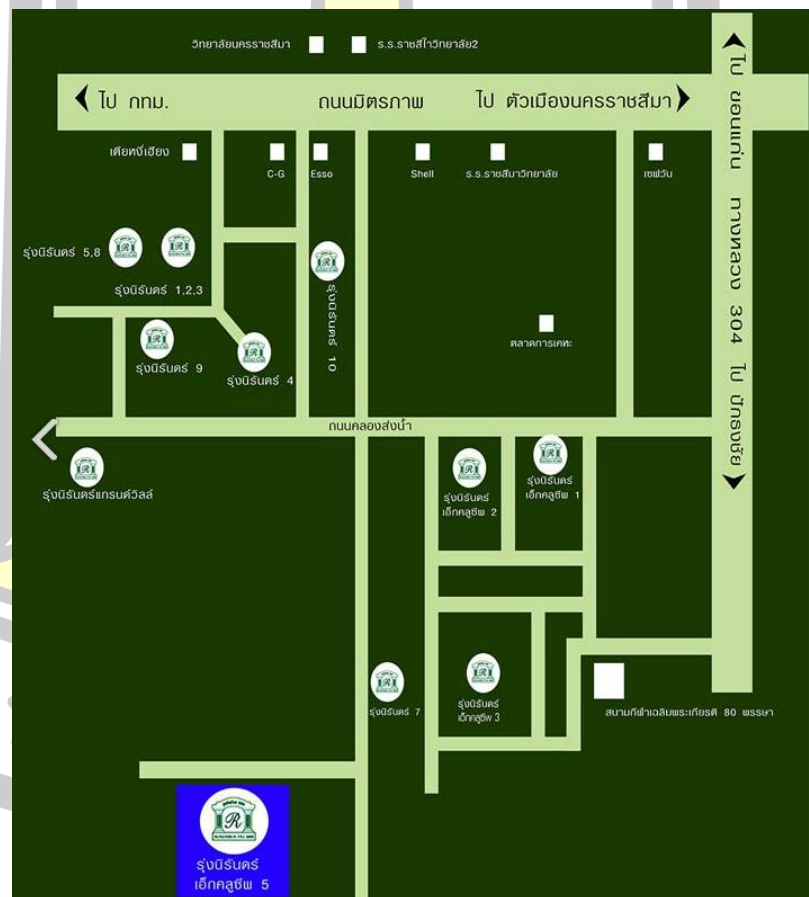 วิทยาลัยนครราชสีมา
ร.ร.ราชสีมาวิทยาลัย2
ไป กทม.
ถนนมิตรภาพ
ไป ตัวเมืองนครราชสีมา
ไป ขอนแก่น ทางหลวง 304 ไป ปักธงชัย
เตียหงี่เฮียง
C-G
Esso
Shell
ร.ร.ราชสีมาวิทยาลัย
เซฟวัน
รุ่งนิรันดร์ 5,8
รุ่งนิรันดร์ 1,2,3
รุ่งนิรันดร์ 10
ตลาดการเคหะ
รุ่งนิรันดร์ 9
รุ่งนิรันดร์ 4
ถนนคลองส่งน้ำ
รุ่งนิรันดร์แกรนด์วิลล์
รุ่งนิรันดร์
เอ็กคลูซีพ 2
รุ่งนิรันดร์
เอ็กคลูซีพ 1
รุ่งนิรันดร์ 7
รุ่งนิรันดร์
เอ็กคลูซีพ 3
สนามกีฬาเฉลิมพระเกียรติ 80 พรรษา
R
รุ่งนิรันดร์
เอ็กคลูซีพ 5